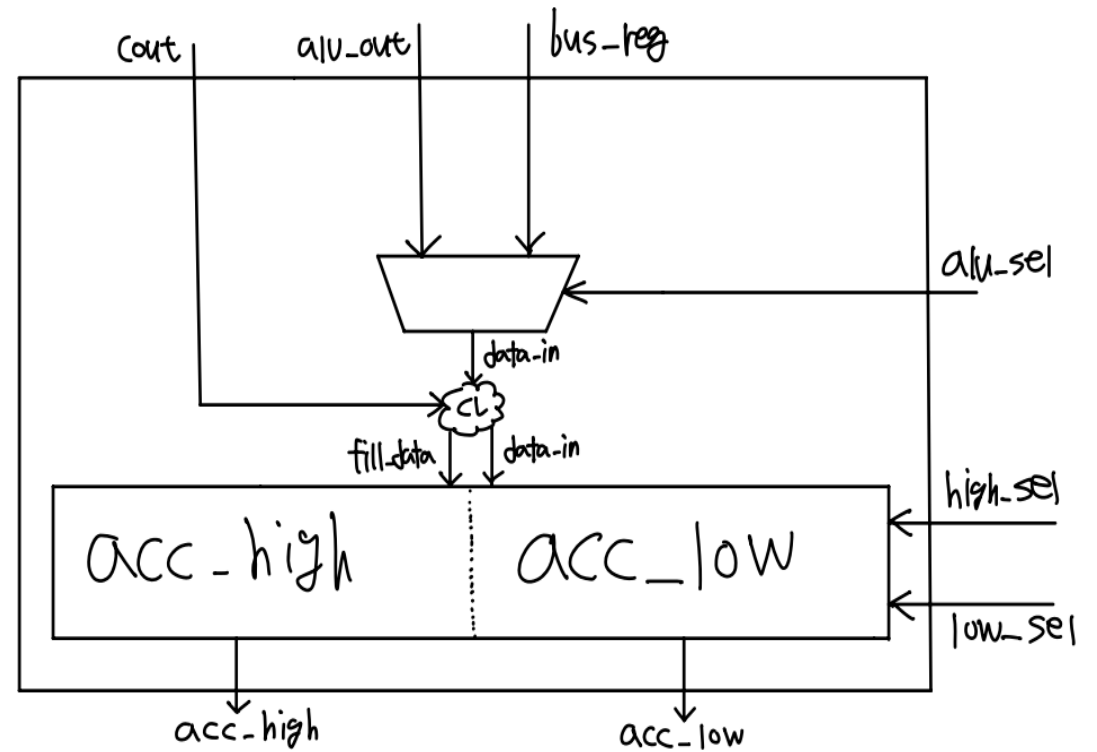 cout
alu_out
bus_reg
alu_sel
data_in
CL
fill_data
data_in
high_sel
acc_high
acc_low
low_sel
acc_high
acc_low